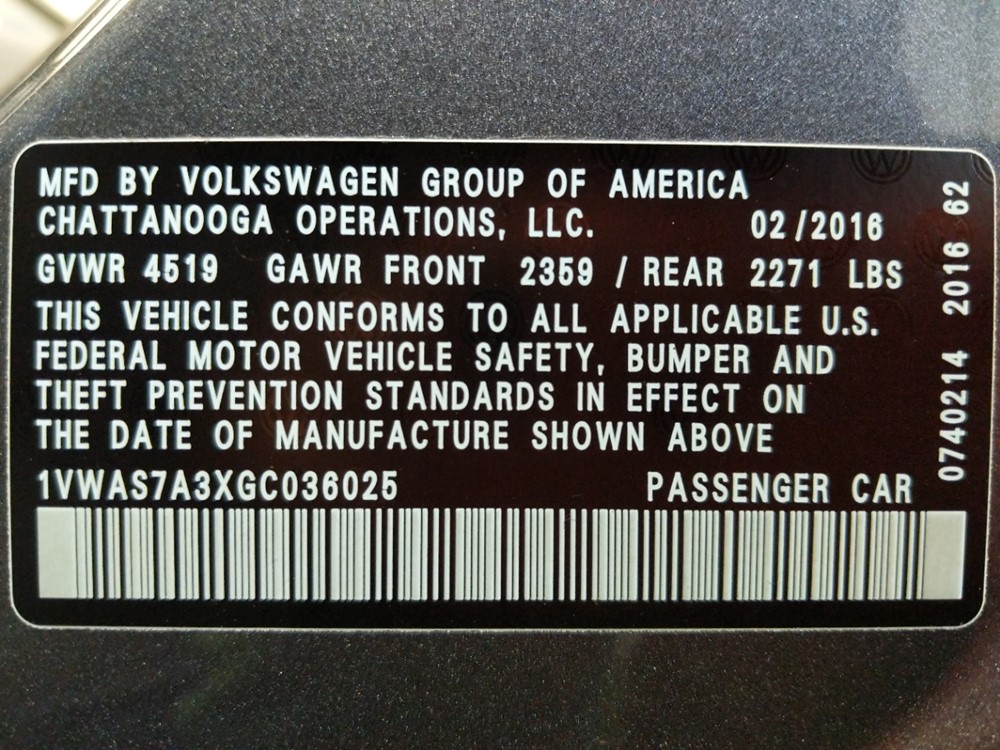 MFD BY VOLKSWAGEN GROUP OF AMERICA
CHATTANOOGA OPERATIONS, LLC. 02/2016
GVWR 4519 GAWR FRONT 2359 / REAR 2271 LBS
THIS VEHICLE CONFORMS TO ALL APPLICABLE U.S.
FEDERAL MOTOR VEHICLE SAFETY, BUMPER AND
THEFT PREVENTION STANDARDS IN EFFECT ON
THE DATE OF MANUFACTURE SHOWN ABOVE
1VWAS7A3XGC036025 PASSENGER CAR
0740214 2016 62